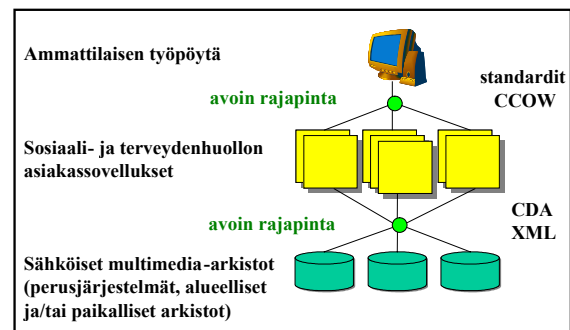 Ammattilaisen työpöytä
standardit
CCOW
avoin rajapinta
Sosiaali- ja terveydenhuollon
asiakassovellukset
avoin rajapinta
CDA
XML
Sähköiset multimedia-arkistot
(perusjärjestelmät, alueelliset
ja/tai paikalliset arkistot)